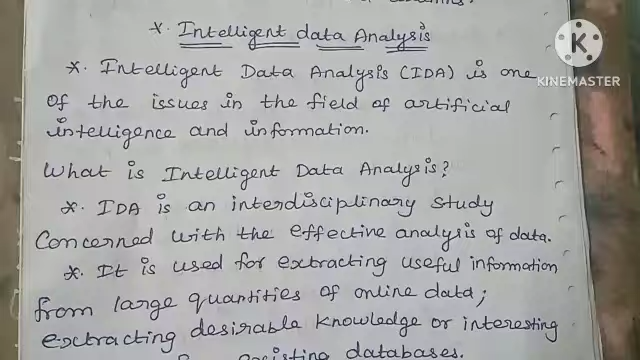 *. Intelligent data Analysis
*. Intelligent Data Analysis (IDA) is one
of the issues in the field of artificial
intelligence and information.
What is Intelligent Data Analysis?
*. IDA is an interdisciplinary study
Concerned with the effective analysis of data.
*. It is used for extracting useful information
from large quantities of online data;
extracting desirable knowledge or interesting
existing databases.
K
KINEMASTER